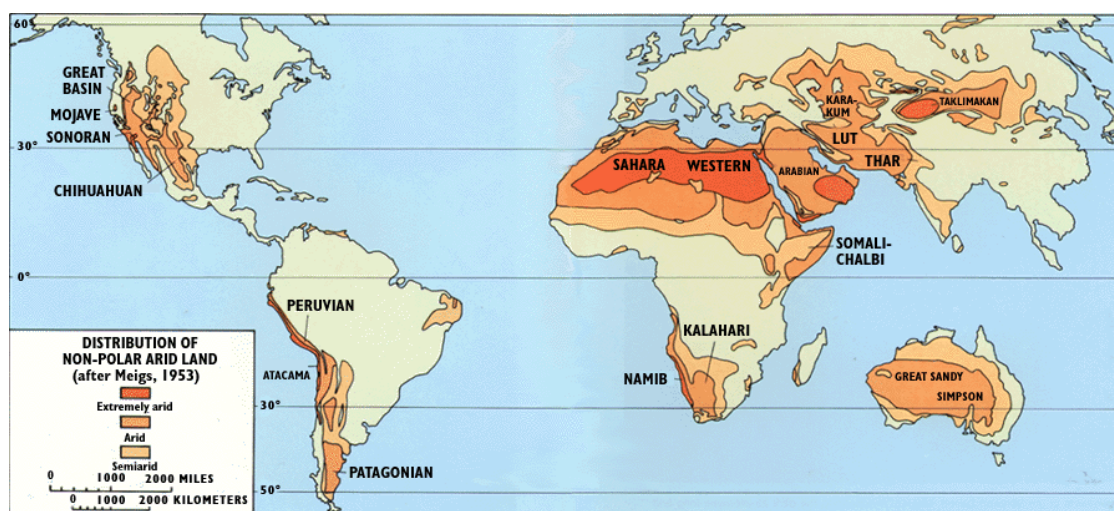 60°
GREAT
BASIN
MOJAVE
SONORAN
30°
CHIHUAHUAN
0°
PERUVIAN
ATACAMA
30°
PATAGONIAN
50°
KARA-
KUM
TAKLIMAKAN
LUT
THAR
SAHARA
WESTERN
ARABIAN
SOMALI-
CHALBI
KALAHARI
NAMIB
GREAT SANDY
SIMPSON
DISTRIBUTION OF
NON-POLAR ARID LAND
(after Meigs, 1953)
Extremely arid
Arid
Semiarid
0 1000 2000 MILES
0 1000 2000 KILOMETERS